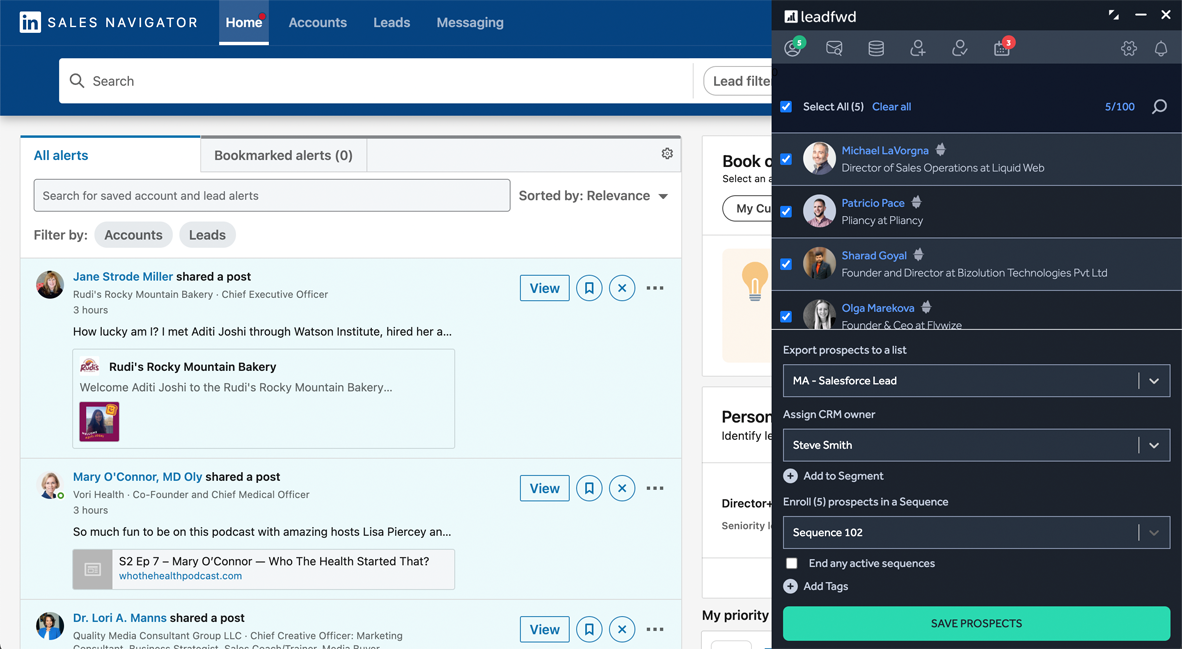 in SALES NAVIGATOR
Home
Accounts
Leads
Messaging
Search
Lead filte
All alerts
Bookmarked alerts (0)
Search for saved account and lead alerts
Sorted by: Relevance
Filter by:
Accounts
Leads
Jane Strode Miller shared a post
Rudi's Rocky Mountain Bakery · Chief Executive Officer
3 hours
View
How lucky am I? I met Aditi Joshi through Watson Institute, hired her a...
Rudi's
Rudi's Rocky Mountain Bakery
Welcome Aditi Joshi to the Rudi's Rocky Mountain Bakery...
Mary O'Connor, MD Oly shared a post
Vori Health · Co-Founder and Chief Medical Officer
3 hours
View
So much fun to be on this podcast with amazing hosts Lisa Piercey an...
S2 Ep 7 – Mary O'Connor — Who The Health Started That?
whothehealthpodcast.com
Dr. Lori A. Manns shared a post
Quality Media Consultant Group LLC · Chief Creative Officer: Marketing
Consultant, Business Strategist, Sales Coach/Trainer, Media Buyer
View
Book o
Select an a
My Cu
Person
Identify le
Director+
Seniority le
My priority
leadfwd
5
3
Select All (5)
Clear all
5/100
Michael LaVorgna
Director of Sales Operations at Liquid Web
Patricio Pace
Pliancy at Pliancy
Sharad Goyal
Founder and Director at Bizolution Technologies Pvt Ltd
Olga Marekova
Founder & Ceo at Flywize
Export prospects to a list
MA - Salesforce Lead
Assign CRM owner
Steve Smith
Add to Segment
Enroll (5) prospects in a Sequence
Sequence 102
End any active sequences
Add Tags
SAVE PROSPECTS